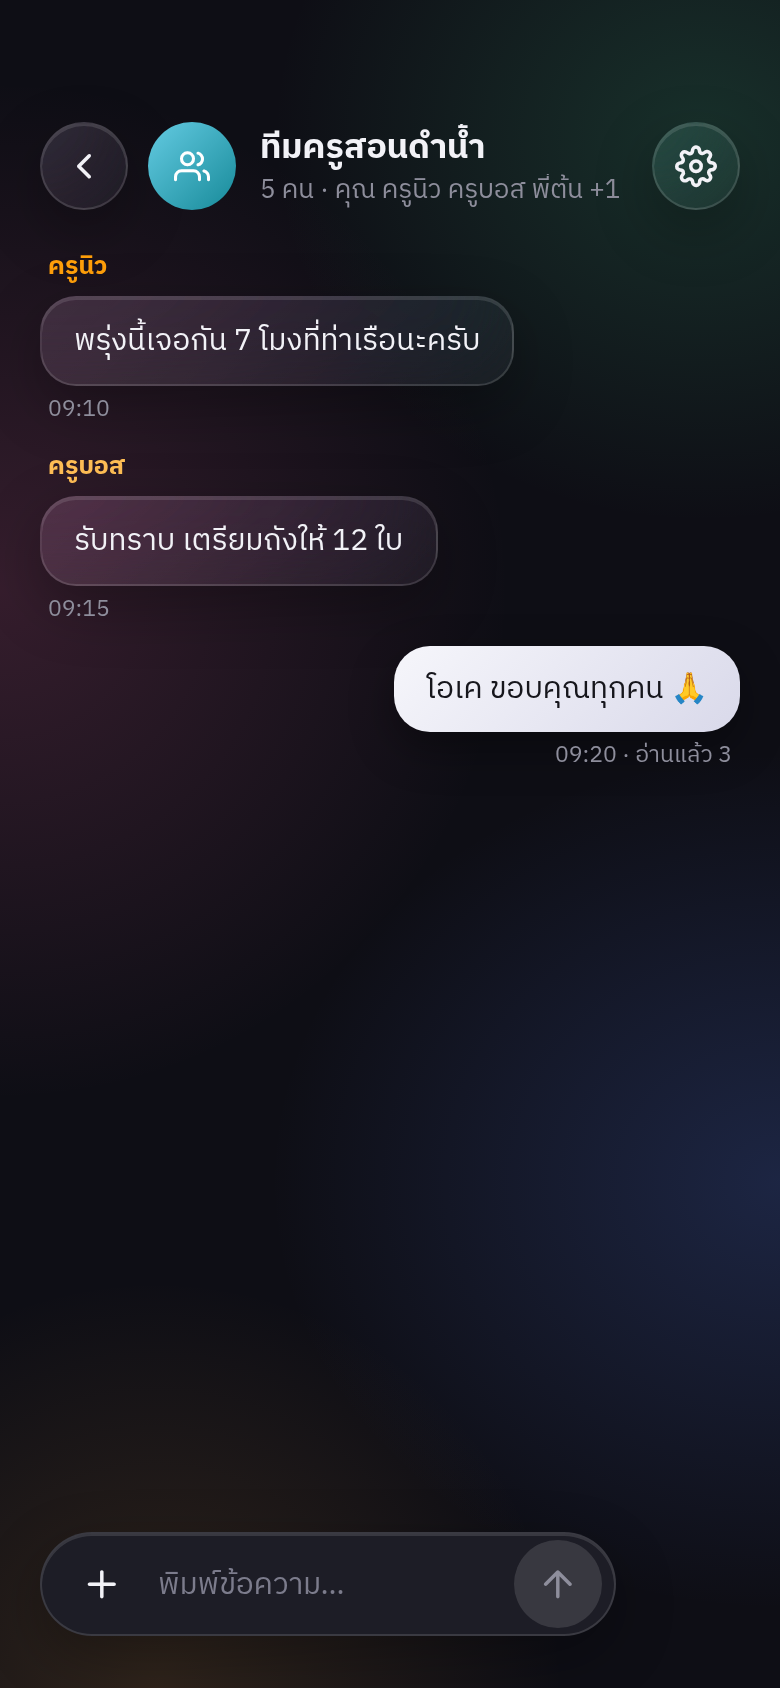 ทีมครูสอนดำน้ำ
5 คน · คุณ ครูนิว ครูบอส พี่ต้น +1
ครูนิว
พรุ่งนี้เจอกัน 7 โมงที่ท่าเรือนะครับ
09:10
ครูบอส
รับทราบ เตรียมถังให้ 12 ใบ
09:15
โอเค ขอบคุณทุกคน 🙏
09:20 · อ่านแล้ว 3
พิมพ์ข้อความ...